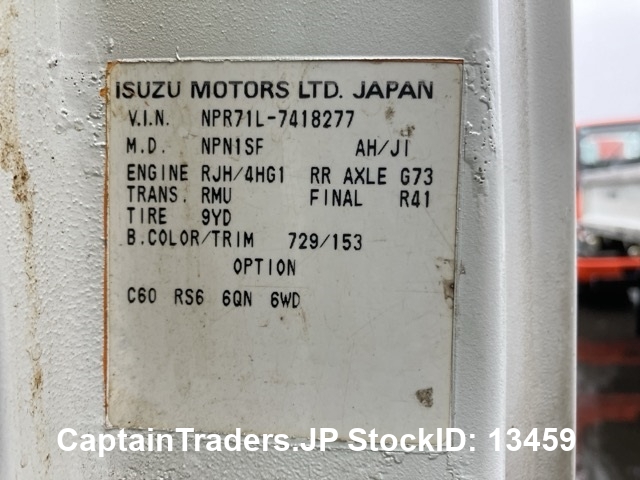 ISUZU MOTORS LTD. JAPAN
V.I.N. NPR71L-7418277
M.D. NPN1SF AH/JI
ENGINE RJH/4HG1 RR AXLE G73
TRANS. RMU FINAL R41
TIRE 9YD
B.COLOR/TRIM 729/153
OPTION
C60 RS6 6QN 6WD
CaptainTraders.JP StockID: 13459